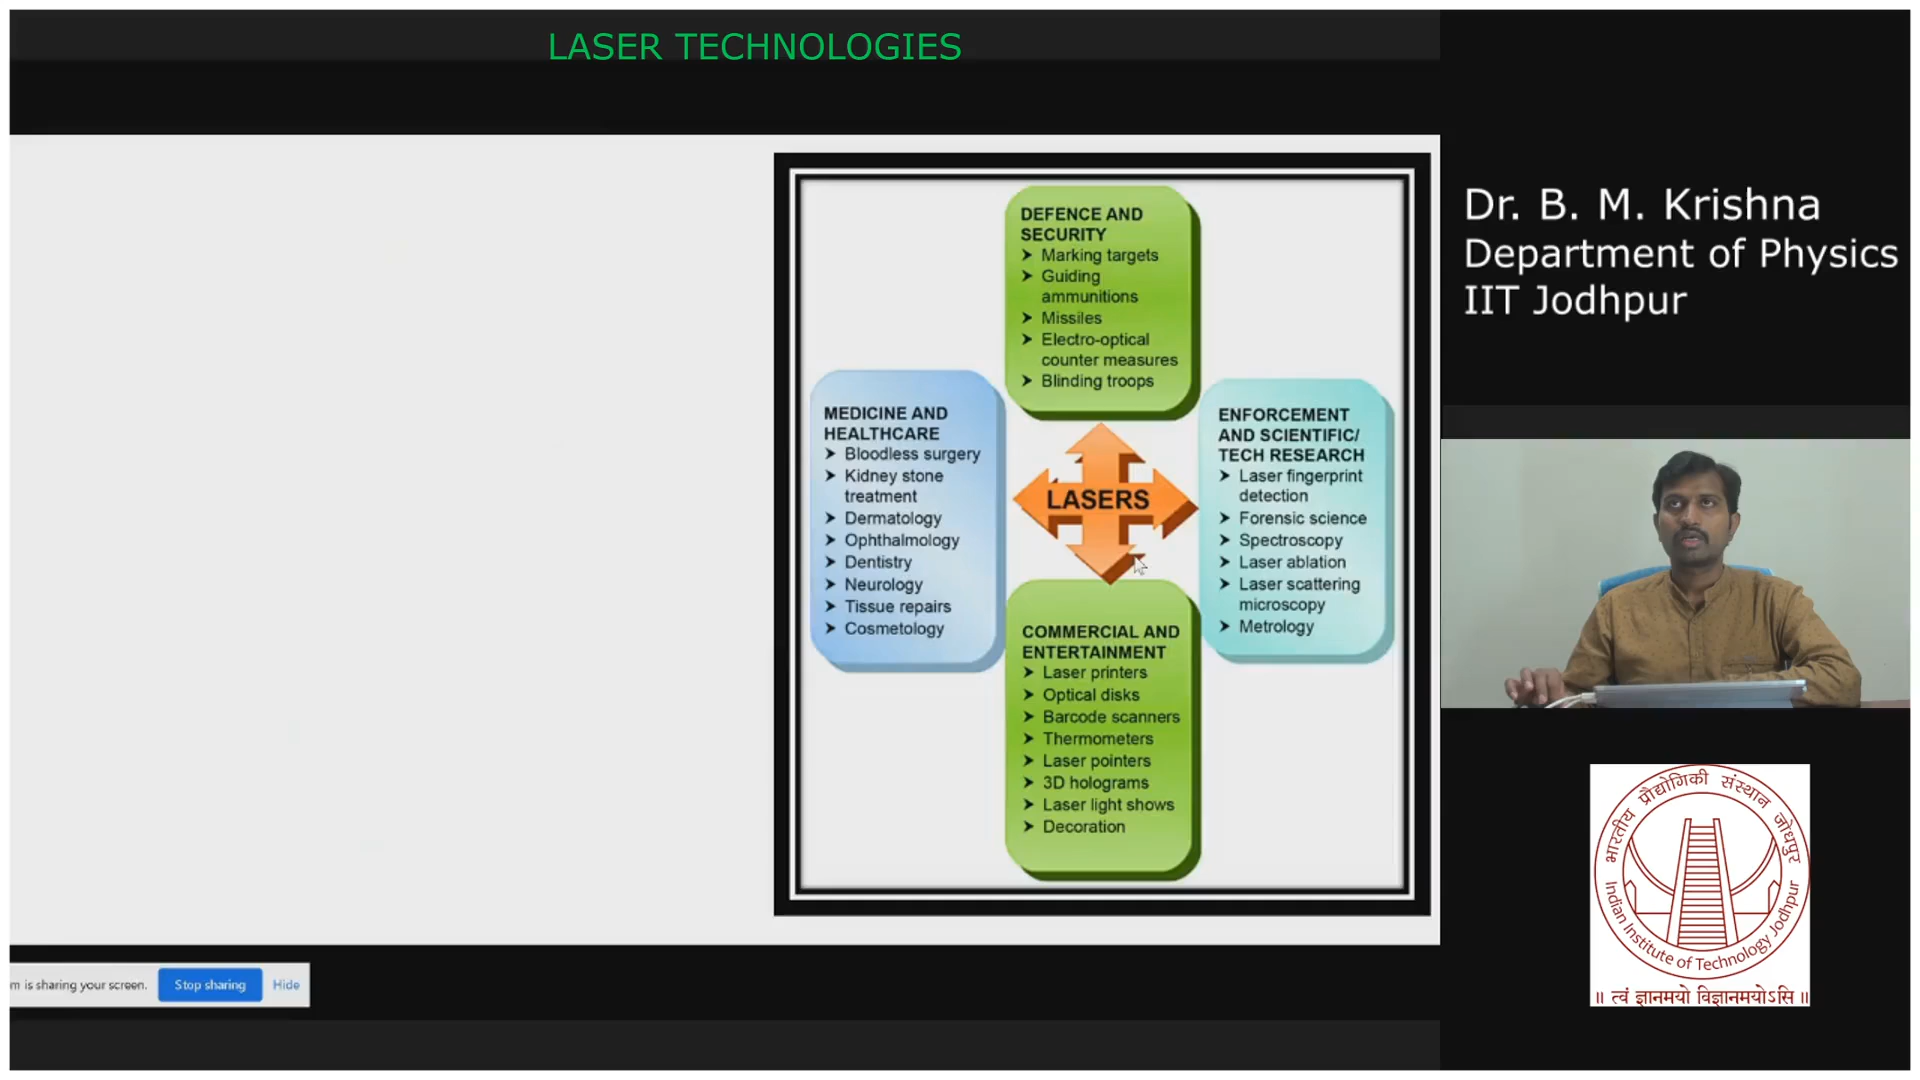 LASER TECHNOLOGIES
DEFENCE AND
SECURITY
➤ Marking targets
➤ Guiding
ammunitions
➤ Missiles
➤ Electro-optical
counter measures
➤ Blinding troops
MEDICINE AND
HEALTHCARE
➤ Bloodless surgery
➤ Kidney stone
treatment
➤ Dermatology
➤ Ophthalmology
➤ Dentistry
➤ Neurology
➤ Tissue repairs
➤ Cosmetology
LASERS
ENFORCEMENT
AND SCIENTIFIC/
TECH RESEARCH
➤ Laser fingerprint
detection
➤ Forensic science
➤ Spectroscopy
➤ Laser ablation
➤ Laser scattering
microscopy
➤ Metrology
COMMERCIAL AND
ENTERTAINMENT
➤ Laser printers
➤ Optical disks
➤ Barcode scanners
➤ Thermometers
➤ Laser pointers
➤ 3D holograms
➤ Laser light shows
➤ Decoration
m is sharing your screen. Stop sharing Hide
Dr. B. M. Krishna
Department of Physics
IIT Jodhpur
भारतीय प्रौद्योगिकी संस्थान जोधपुर
Indian Institute of Technology Jodhpur
॥ त्वं ज्ञानमयो विज्ञानमयोऽसि ॥